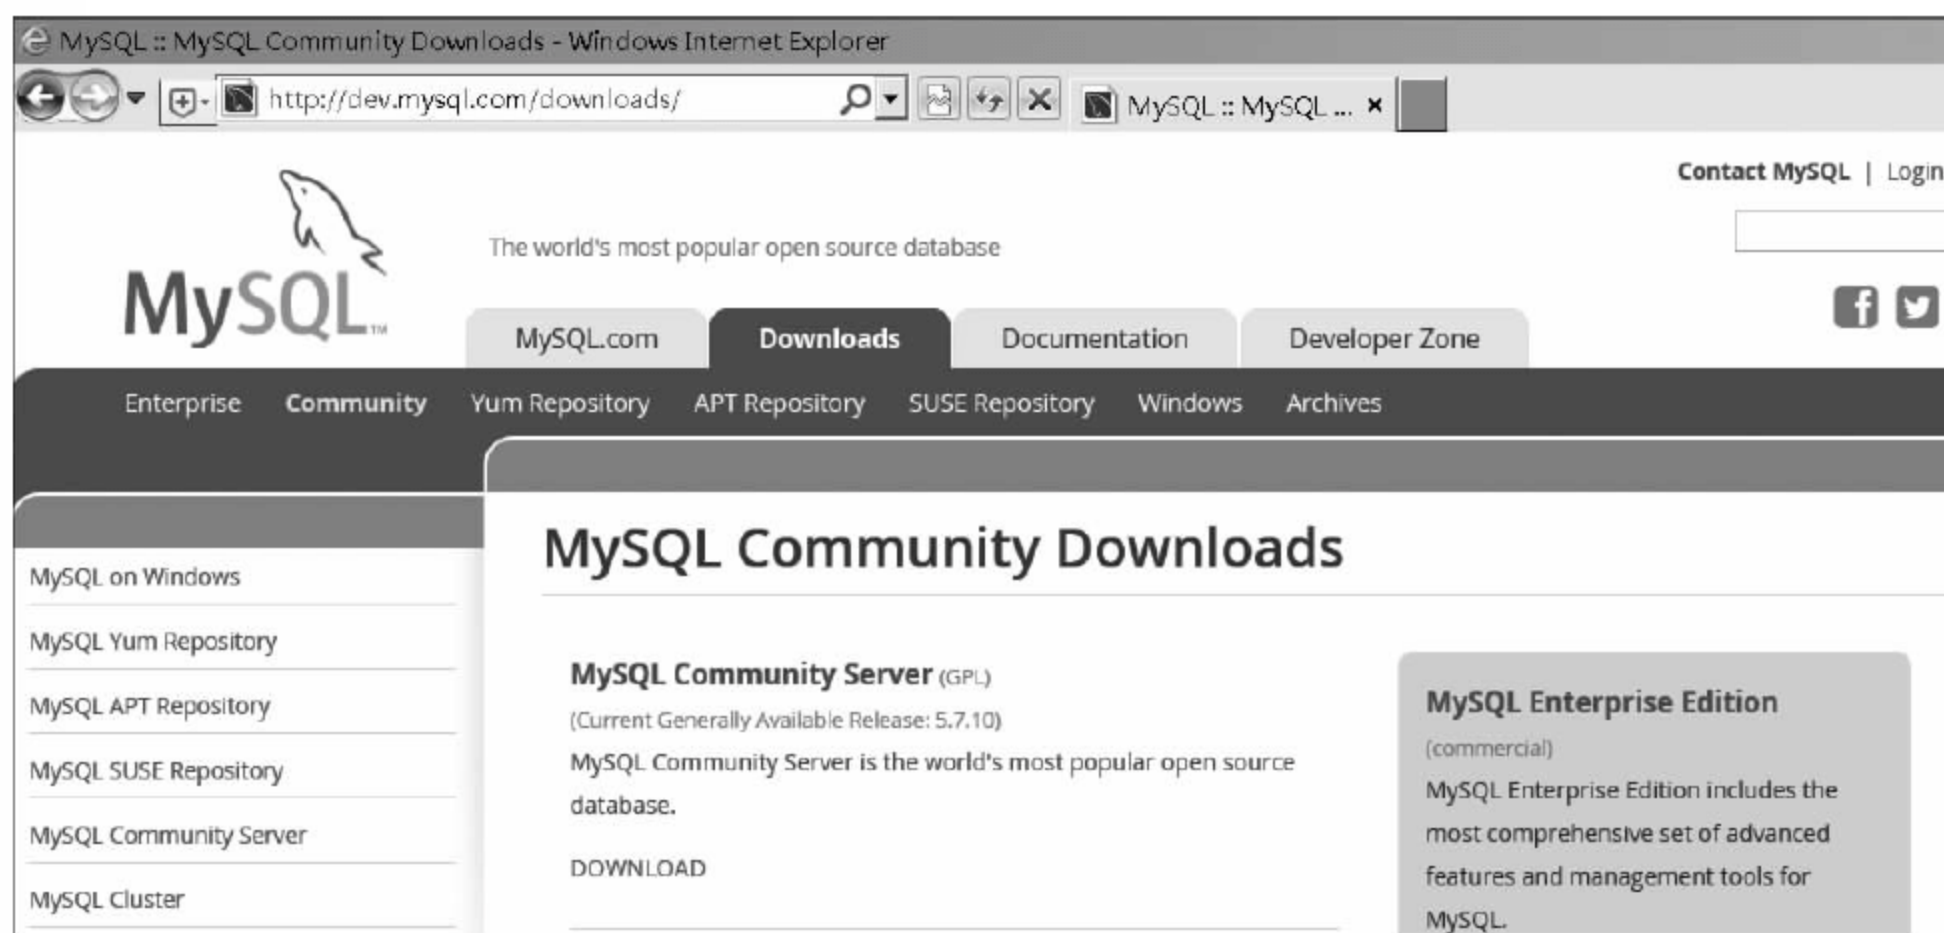 MySQL :: MySQL Community Downloads - Windows Internet Explorer
http://dev.mysql.com/downloads/
MySQL :: MySQL ...
Contact MySQL | Login
The world's most popular open source database
MySQL™
MySQL.com Downloads Documentation Developer Zone
Enterprise Community Yum Repository APT Repository SUSE Repository Windows Archives
MySQL on Windows
MySQL Yum Repository
MySQL APT Repository
MySQL SUSE Repository
MySQL Community Server
MySQL Cluster
MySQL Community Downloads
MySQL Community Server (GPL)
(Current Generally Available Release: 5.7.10)
MySQL Community Server is the world's most popular open source
database.
DOWNLOAD
MySQL Enterprise Edition
(commercial)
MySQL Enterprise Edition includes the
most comprehensive set of advanced
features and management tools for
MySQL.